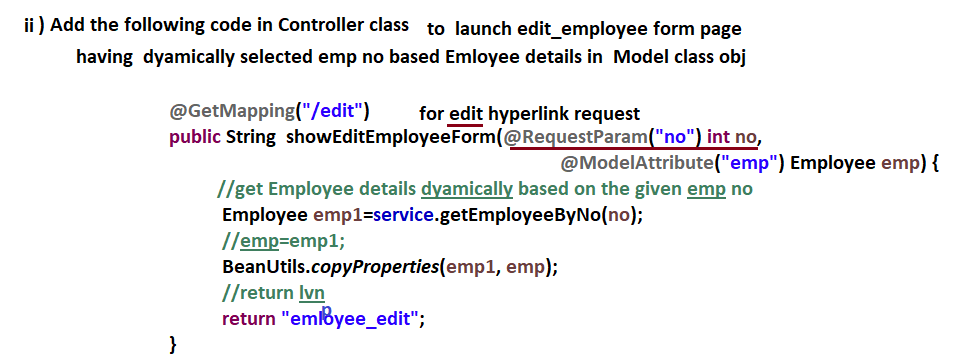 ii ) Add the following code in Controller class to launch edit_employee form page
having dyamically selected emp no based Emloyee details in Model class obj
@GetMapping("/edit") for edit hyperlink request
public String showEditEmployeeForm(@RequestParam("no") int no,
@ModelAttribute("emp") Employee emp) {
//get Employee details dyamically based on the given emp no
Employee emp1=service.getEmployeeByNo(no);
//emp=emp1;
BeanUtils.copyProperties(emp1, emp);
//return lvn
p
return "emloyee_edit";
}